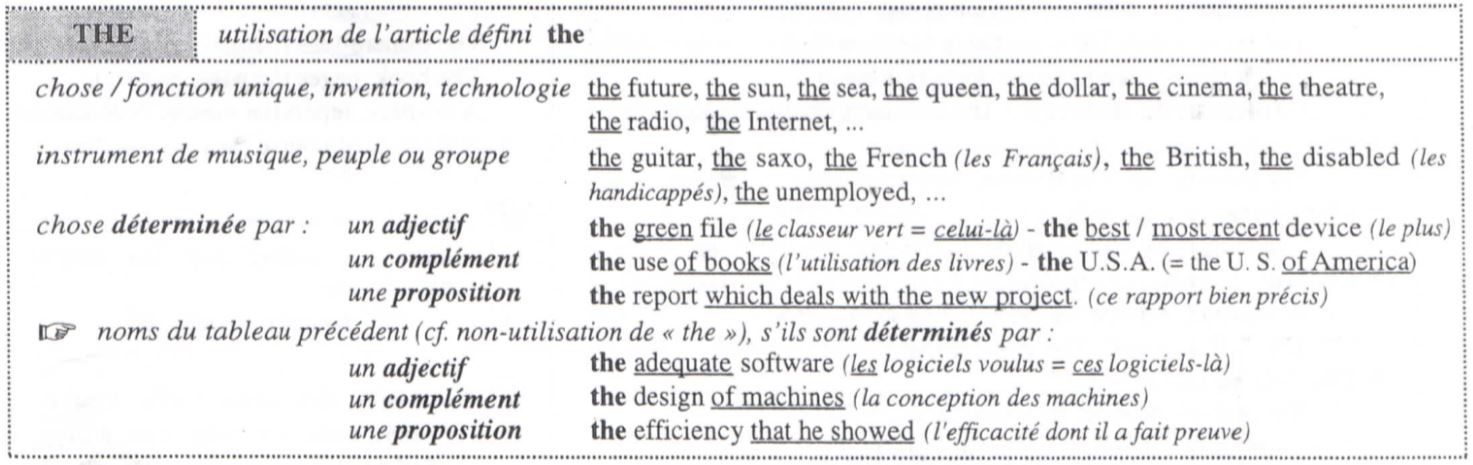 THE utilisation de l'article défini the
chose / fonction unique, invention, technologie the future, the sun, the sea, the queen, the dollar, the cinema, the theatre,
the radio, the Internet, ...
instrument de musique, peuple ou groupe the guitar, the saxo, the French (les Français), the British, the disabled (les
handicappés), the unemployed, ...
chose déterminée par : un adjectif the green file (le classeur vert = celui-là) - the best / most recent device (le plus)
un complément the use of books (l'utilisation des livres) - the U.S.A. (= the U. S. of America)
une proposition the report which deals with the new project. (ce rapport bien précis)
☞ noms du tableau précédent (cf. non-utilisation de « the »), s'ils sont déterminés par :
un adjectif the adequate software (les logiciels voulus = ces logiciels-là)
un complément the design of machines (la conception des machines)
une proposition the efficiency that he showed (l'efficacité dont il a fait preuve)